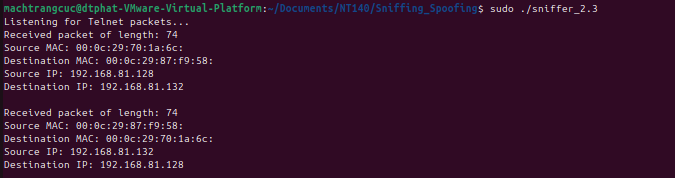 machtrangcuc@dtphat-VMware-Virtual-Platform:~/Documents/NT140/Sniffing_Spoofing$ sudo ./sniffer_2.3
Listening for Telnet packets...
Received packet of length: 74
Source MAC: 00:0c:29:70:1a:6c:
Destination MAC: 00:0c:29:87:f9:58:
Source IP: 192.168.81.128
Destination IP: 192.168.81.132
Received packet of length: 74
Source MAC: 00:0c:29:87:f9:58:
Destination MAC: 00:0c:29:70:1a:6c:
Source IP: 192.168.81.132
Destination IP: 192.168.81.128